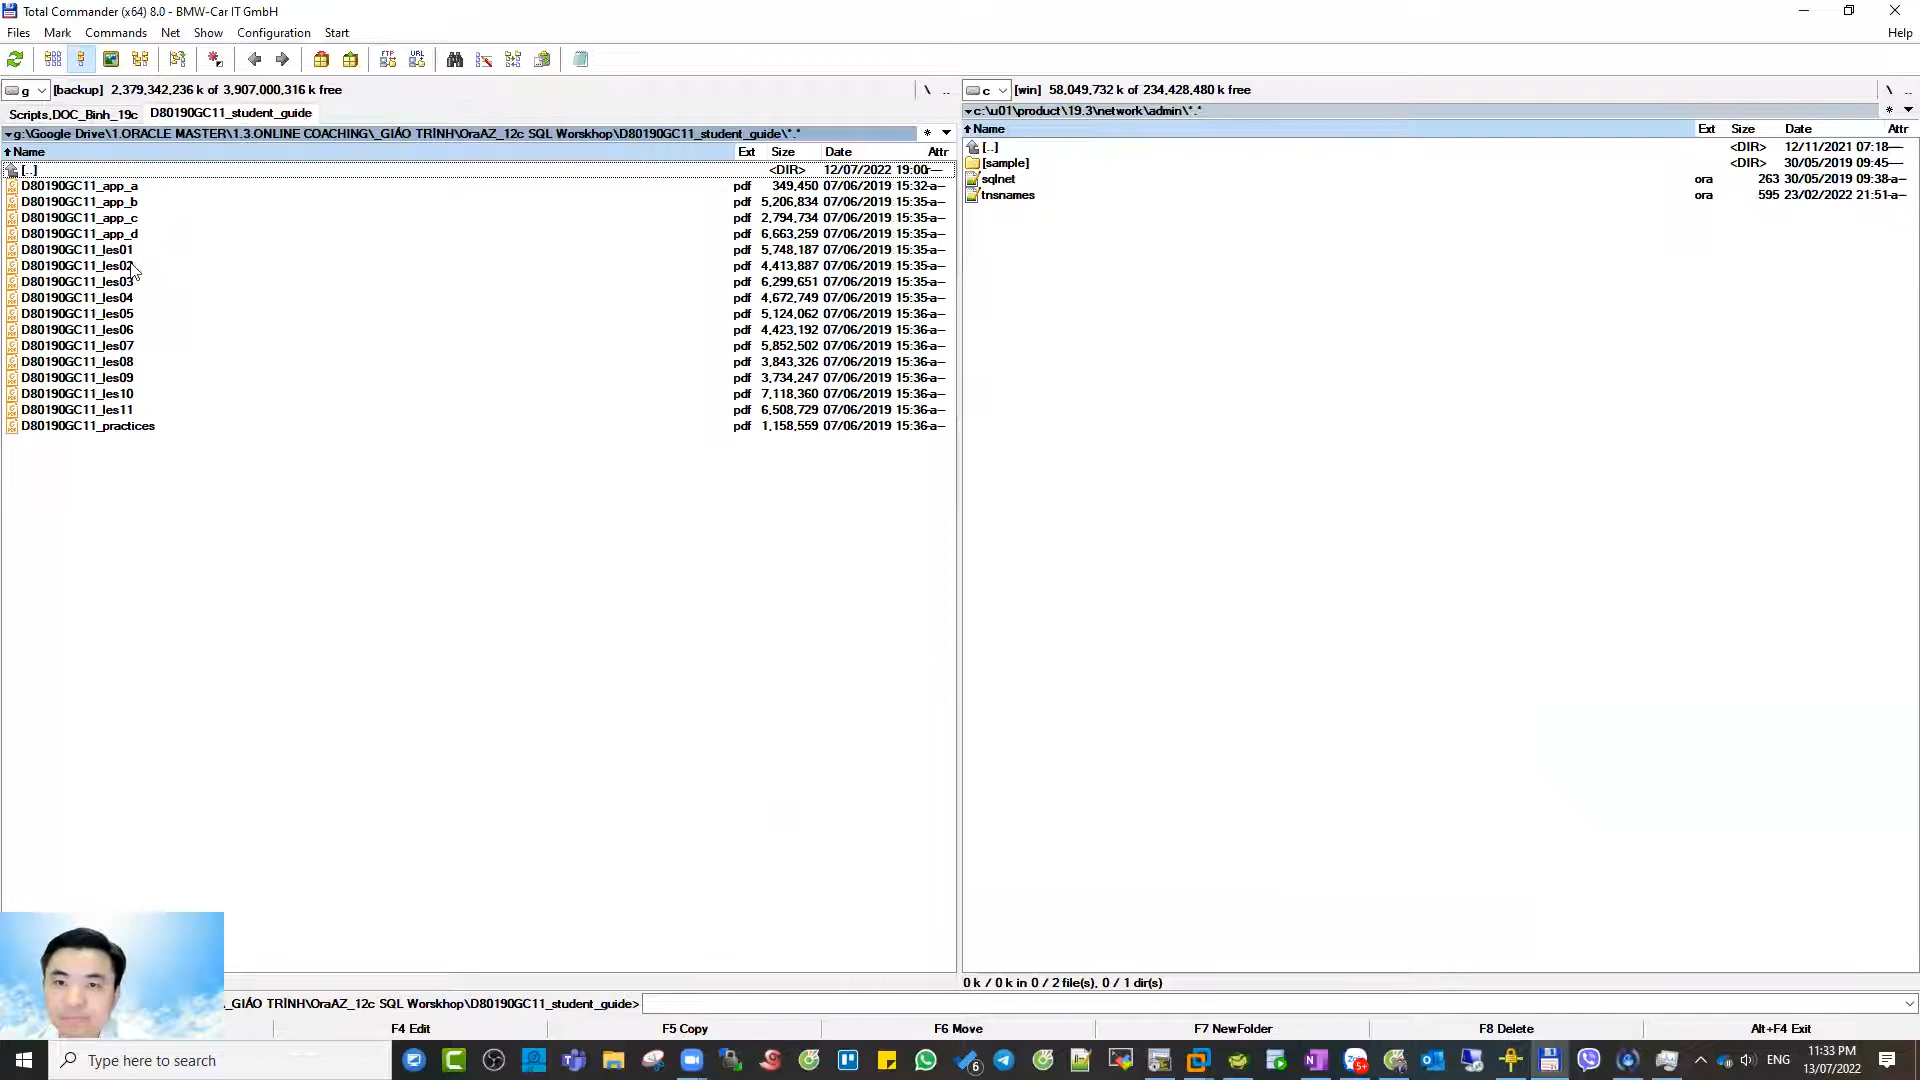 Total Commander (x64) 8.0 - BMW-Car IT GmbH
Files Mark Commands Net Show Configuration Start Help
FTP URL
g [backup] 2,379,342,236 k of 3,907,000,316 k free \ ..
c [win] 58,049,732 k of 234,428,480 k free \ ..
Scripts,DOC_Binh_19c D80190GC11_student_guide
g:\Google Drive\1.ORACLE MASTER\1.3.ONLINE COACHING\_GIÁO TRÌNH\OraAZ_12c SQL Worskhop\D80190GC11_student_guide\*.* *
Name Ext Size Date Attr
[..] <DIR> 12/07/2022 19:00 r—
D80190GC11_app_a pdf 349,450 07/06/2019 15:32 -a—
D80190GC11_app_b pdf 5,206,834 07/06/2019 15:35 -a—
D80190GC11_app_c pdf 2,794,734 07/06/2019 15:35 -a—
D80190GC11_app_d pdf 6,663,259 07/06/2019 15:35 -a—
D80190GC11_les01 pdf 5,748,187 07/06/2019 15:35 -a—
D80190GC11_les02 pdf 4,413,887 07/06/2019 15:35 -a—
D80190GC11_les03 pdf 6,299,651 07/06/2019 15:35 -a—
D80190GC11_les04 pdf 4,672,749 07/06/2019 15:35 -a—
D80190GC11_les05 pdf 5,124,062 07/06/2019 15:36 -a—
D80190GC11_les06 pdf 4,423,192 07/06/2019 15:36 -a—
D80190GC11_les07 pdf 5,852,502 07/06/2019 15:36 -a—
D80190GC11_les08 pdf 3,843,326 07/06/2019 15:36 -a—
D80190GC11_les09 pdf 3,734,247 07/06/2019 15:36 -a—
D80190GC11_les10 pdf 7,118,360 07/06/2019 15:36 -a—
D80190GC11_les11 pdf 6,508,729 07/06/2019 15:36 -a—
D80190GC11_practices pdf 1,158,559 07/06/2019 15:36 -a—
c:\u01\product\19.3\network\admin\*.* *
Name Ext Size Date Attr
[..] <DIR> 12/11/2021 07:18 —
[sample] <DIR> 30/05/2019 09:45 —
sqlnet ora 263 30/05/2019 09:38 -a—
tnsnames ora 595 23/02/2022 21:51 -a—
0 k / 0 k in 0 / 2 file(s), 0 / 1 dir(s)
_GIÁO TRÌNH\OraAZ_12c SQL Worskhop\D80190GC11_student_guide>
F4 Edit F5 Copy F6 Move F7 NewFolder F8 Delete Alt+F4 Exit
Type here to search
6
5+
ENG
11:33 PM
13/07/2022